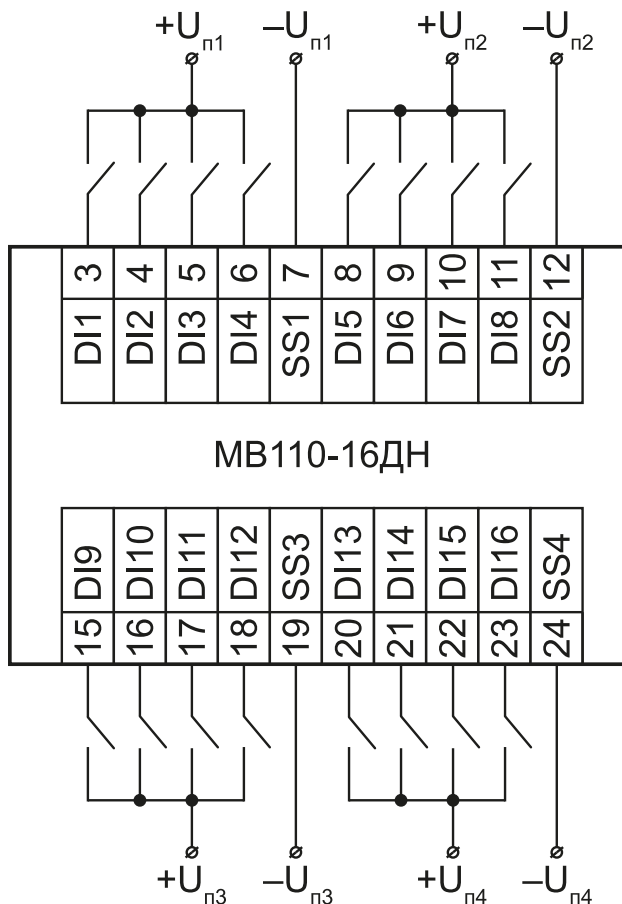 +Uп1 –Uп1 +Uп2 –Uп2
3 4 5 6 7 8 9 10 11 12
DI1 DI2 DI3 DI4 SS1 DI5 DI6 DI7 DI8 SS2
МВ110-16ДН
DI9 DI10 DI11 DI12 SS3 DI13 DI14 DI15 DI16 SS4
15 16 17 18 19 20 21 22 23 24
+Uп3 –Uп3 +Uп4 –Uп4